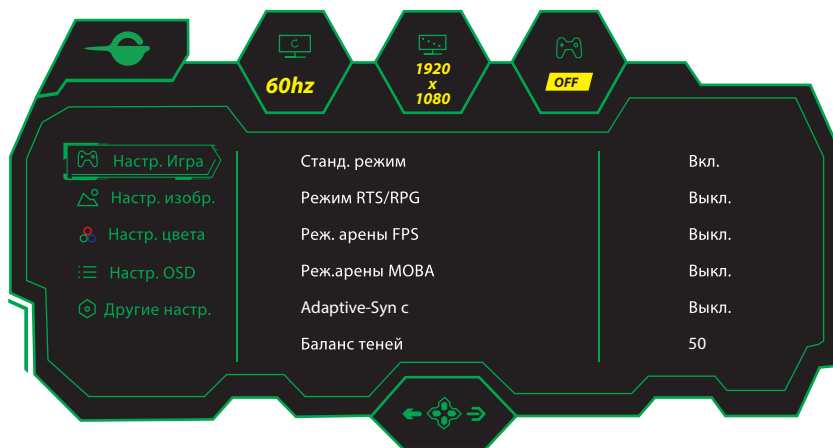 60hz
1920
x
1080
OFF
Настр. Игра
Станд. режим
Вкл.
Настр. изобр.
Режим RTS/RPG
Выкл.
Настр. цвета
Реж. арены FPS
Выкл.
Настр. OSD
Реж.арены MOBA
Выкл.
Другие настр.
Adaptive-Syn c
Выкл.
Баланс теней
50